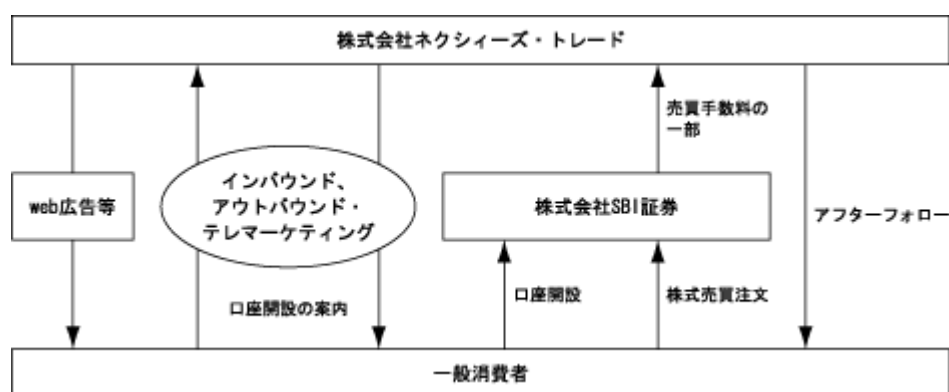 株式会社ネクシィーズ・トレード
売買手数料の
一部
web広告等
インバウンド、
アウトバウンド・
テレマーケティング
株式会社SBI証券
アフターフォロー
口座開設の案内
口座開設
株式売買注文
一般消費者